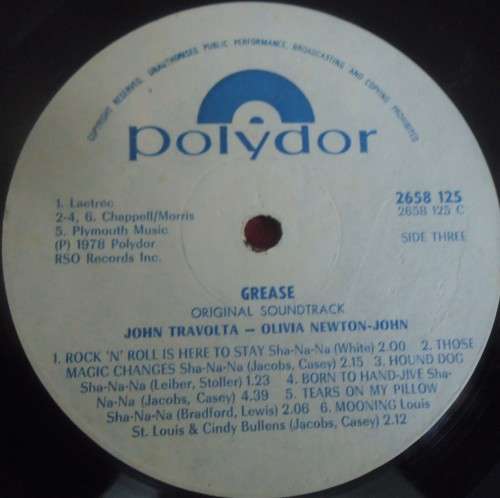 COPYRIGHT RESERVED, UNAUTHORISED PUBLIC PERFORMANCE, BROADCASTING AND COPYING PROHIBITED
polydor
1. Laetrec
2-4, 6. Chappell/Morris
5. Plymouth Music
(P) 1978 Polydor
RSO Records Inc.
2658 125
2658 125 C
SIDE THREE
GREASE
ORIGINAL SOUNDTRACK
JOHN TRAVOLTA — OLIVIA NEWTON-JOHN
1. ROCK 'N' ROLL IS HERE TO STAY Sha-Na-Na (White) 2.00 2. THOSE
MAGIC CHANGES Sha-Na-Na (Jacobs, Casey) 2.15 3. HOUND DOG
Sha-Na-Na (Leiber, Stoller) 1.23 4. BORN TO HAND-JIVE Sha-
Na-Na (Jacobs, Casey) 4.39 5. TEARS ON MY PILLOW
Sha-Na-Na (Bradford, Lewis) 2.06 6. MOONING Louis
St. Louis & Cindy Bullens (Jacobs, Casey) 2.12